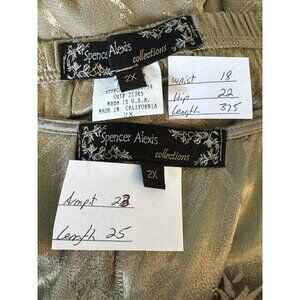 Spencer Alexis
collections
2X
Cut# 21385
Made in U.S.A.
MADE IN CALIFORNIA
2X
waist 18
Hip 22
Length 37.5
Spencer Alexis
collections
2X
Armpit 23
Length 25